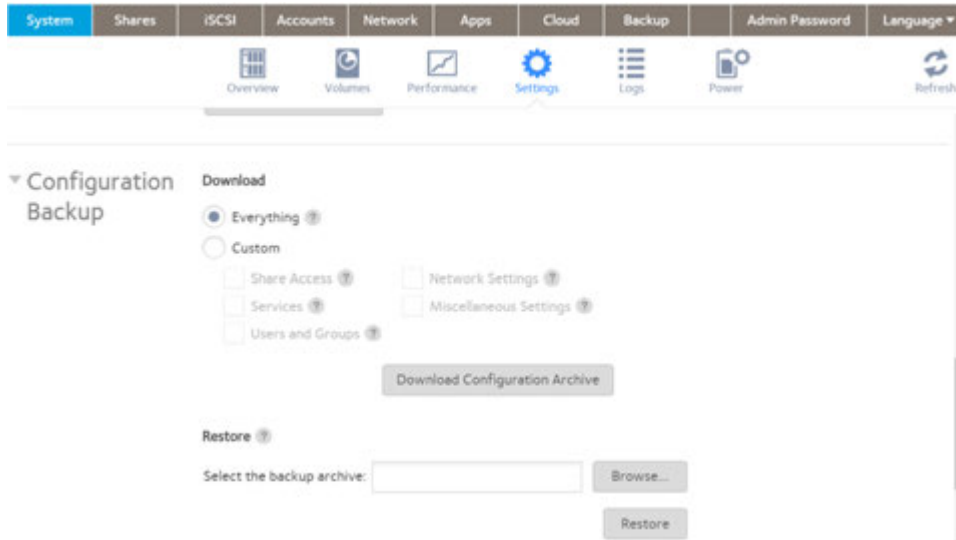 System Shares iSCSI Accounts Network Apps Cloud Backup Admin Password Language
Overview Volumes Performance Settings Logs Power Refresh
Configuration
Backup
Download
Everything ?
Custom
Share Access ? Network Settings ?
Services ? Miscellaneous Settings ?
Users and Groups ?
Download Configuration Archive
Restore ?
Select the backup archive: Browse...
Restore